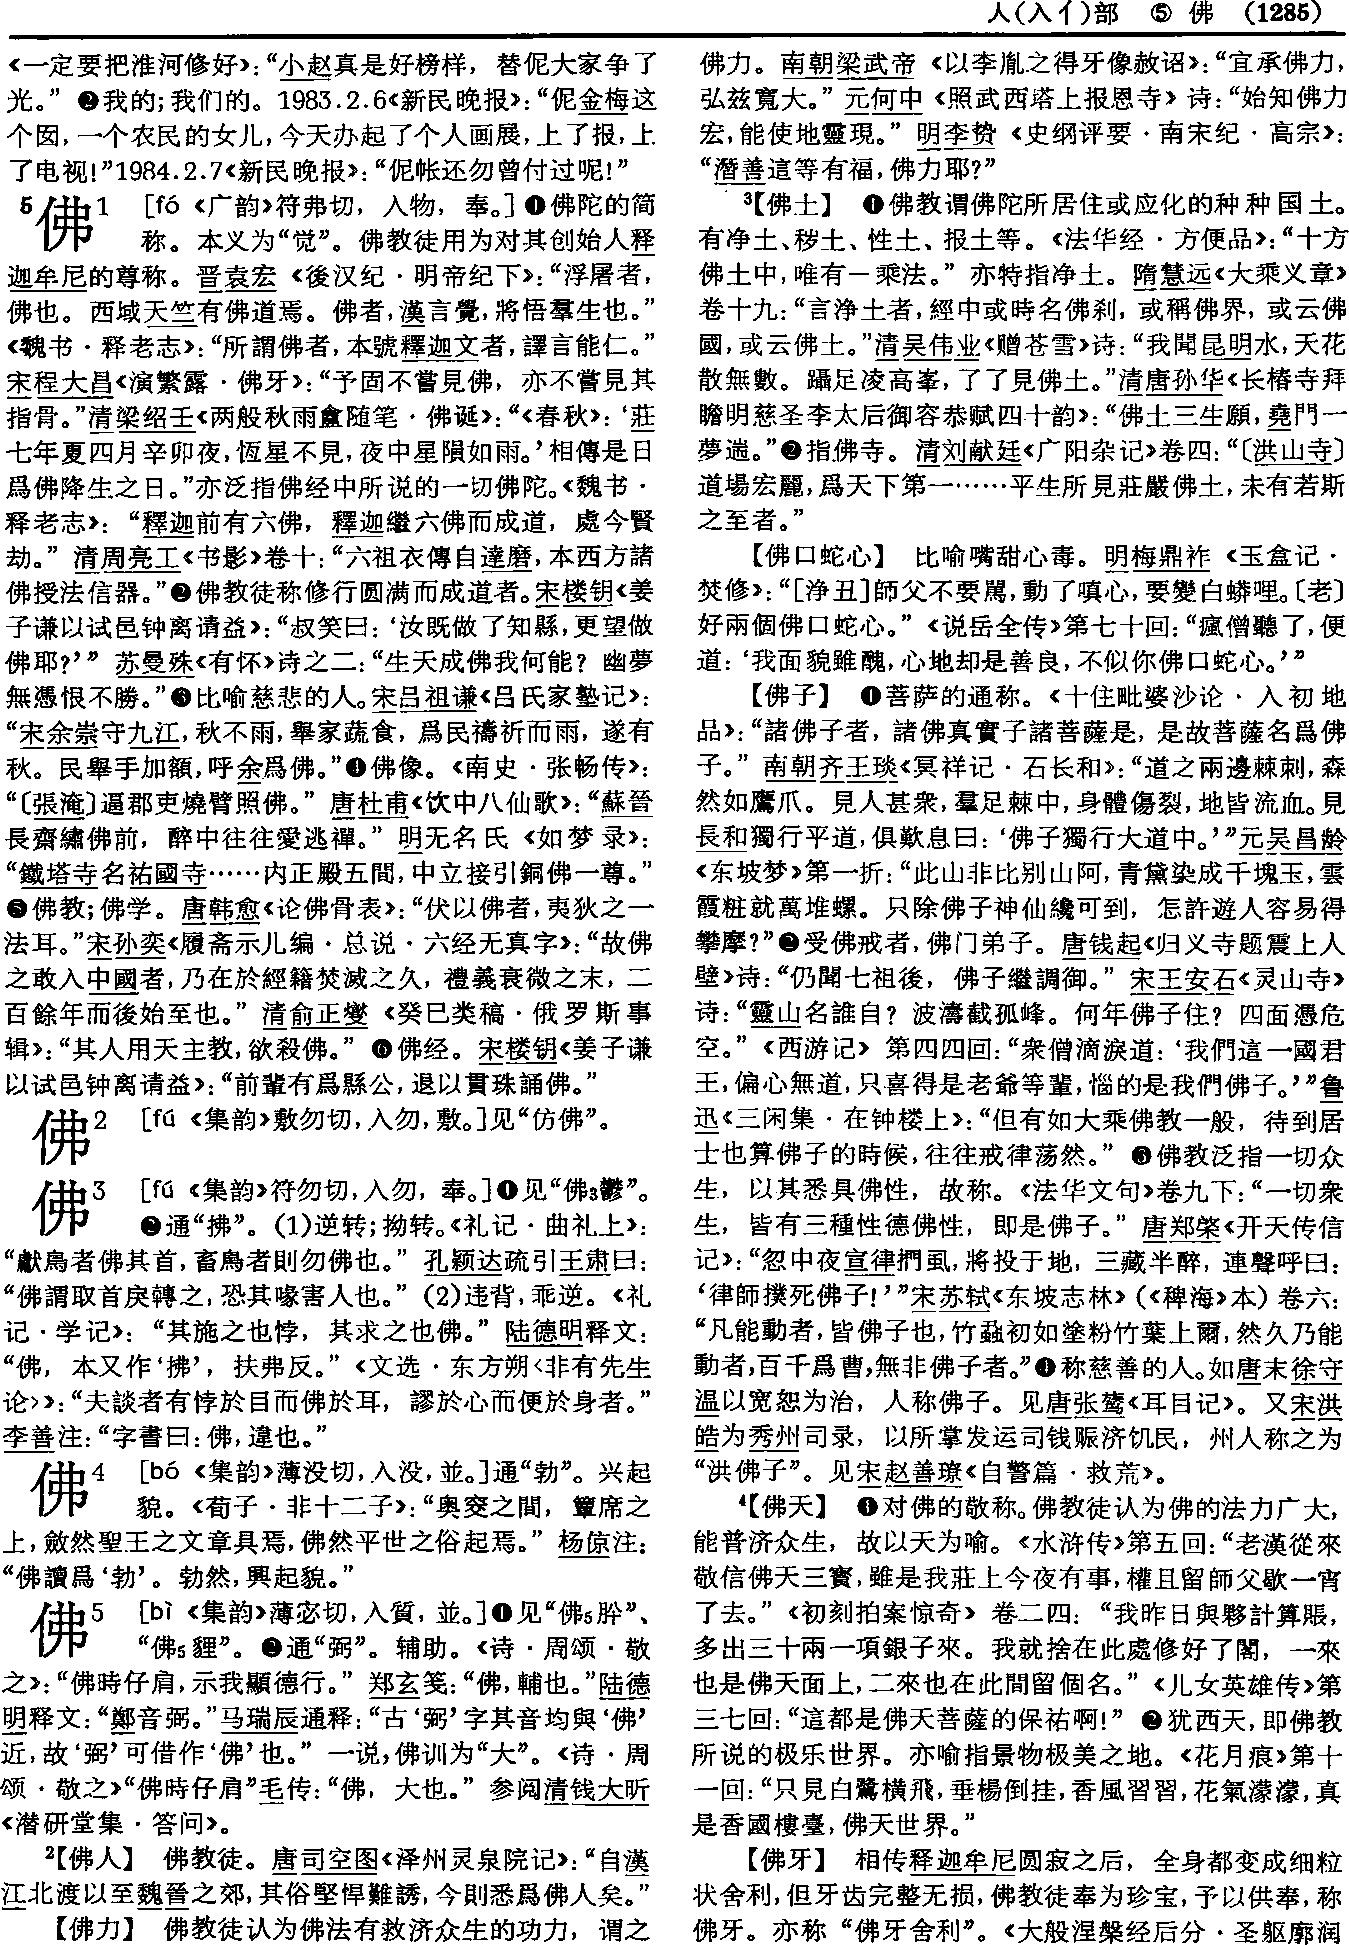 人(入亻)部 ⑤ 佛 (1285)
《一定要把淮河修好》：“小赵真是好榜样，替伲大家争了
光。” ❷我的；我们的。1983.2.6《新民晚报》：“伲金梅这
个囡，一个农民的女儿，今天办起了个人画展，上了报，上
了电视！”1984.2.7《新民晚报》：“伲帐还勿曾付过呢！”
5佛1 [fó 《广韵》符弗切，入物，奉。]❶佛陀的简
称。本义为“觉”。佛教徒用为对其创始人释
迦牟尼的尊称。晋袁宏《後汉纪·明帝纪下》：“浮屠者，
佛也。西域天竺有佛道焉。佛者，漢言覺，將悟羣生也。”
《魏书·释老志》：“所謂佛者，本號釋迦文者，譯言能仁。”
宋程大昌《演繁露·佛牙》：“予固不嘗見佛，亦不嘗見其
指骨。”清梁绍壬《两般秋雨盦随笔·佛诞》：“《春秋》：‘莊
七年夏四月辛卯夜，恆星不見，夜中星隕如雨。’相傳是日
爲佛降生之日。”亦泛指佛经中所说的一切佛陀。《魏书·
释老志》：“釋迦前有六佛，釋迦繼六佛而成道，處今賢
劫。”清周亮工《书影》卷十：“六祖衣傳自達磨，本西方諸
佛授法信器。”❷佛教徒称修行圆满而成道者。宋楼钥《姜
子谦以试邑钟离请益》：“叔笑曰：‘汝既做了知縣，更望做
佛耶？’” 苏曼殊《有怀》诗之二：“生天成佛我何能？幽夢
無憑恨不勝。”❸比喻慈悲的人。宋吕祖谦《吕氏家塾记》：
“宋余崇守九江，秋不雨，舉家蔬食，爲民禱祈而雨，遂有
秋。民舉手加額，呼余爲佛。”❹佛像。《南史·张畅传》：
“〔張淹〕逼郡吏燒臂照佛。” 唐杜甫《饮中八仙歌》：“蘇晉
長齋繡佛前，醉中往往愛逃禪。” 明无名氏《如梦录》：
“鐵塔寺名祐國寺……内正殿五間，中立接引銅佛一尊。”
❺佛教；佛学。唐韩愈《论佛骨表》：“伏以佛者，夷狄之一
法耳。”宋孙奕《履斋示儿编·总说·六经无真字》：“故佛
之敢入中國者，乃在於經籍焚滅之久，禮義衰微之末，二
百餘年而後始至也。” 清俞正燮《癸巳类稿·俄罗斯事
辑》：“其人用天主教，欲殺佛。” ❻佛经。宋楼钥《姜子谦
以试邑钟离请益》：“前輩有爲縣公，退以貫珠誦佛。”
佛2 [fú 《集韵》敷勿切，入勿，敷。]见“仿佛”。
佛3 [fú 《集韵》符勿切，入勿，奉。]❶见“佛3鬱”。
❷通“拂”。(1)逆转；拗转。《礼记·曲礼上》：
“獻鳥者佛其首，畜鳥者則勿佛也。” 孔颖达疏引王肃曰：
“佛謂取首戾轉之，恐其喙害人也。” (2)违背，乖逆。《礼
记·学记》：“其施之也悖，其求之也佛。” 陆德明释文：
“佛，本又作‘拂’，扶弗反。”《文选·东方朔〈非有先生
论〉》：“夫談者有悖於目而佛於耳，謬於心而便於身者。”
李善注：“字書曰：佛，違也。”
佛4 [bó 《集韵》薄没切，入没，並。]通“勃”。兴起
貌。《荀子·非十二子》：“奥窔之間，簟席之
上，斂然聖王之文章具焉，佛然平世之俗起焉。” 杨倞注：
“佛讀爲‘勃’。勃然，興起貌。”
佛5 [bì 《集韵》薄宓切，入質，並。]❶见“佛5肸”、
“佛5貍”。❷通“弼”。辅助。《诗·周颂·敬
之》：“佛時仔肩，示我顯德行。” 郑玄笺：“佛，輔也。”陆德
明释文：“鄭音弼。”马瑞辰通释：“古‘弼’字其音均與‘佛’
近，故‘弼’可借作‘佛’也。” 一说，佛训为“大”。《诗·周
颂·敬之》“佛時仔肩”毛传：“佛，大也。” 参阅清钱大昕
《潜研堂集·答问》。
2【佛人】 佛教徒。唐司空图《泽州灵泉院记》：“自漢
江北渡以至魏晉之郊，其俗堅悍難誘，今則悉爲佛人矣。”
【佛力】 佛教徒认为佛法有救济众生的功力，谓之
佛力。南朝梁武帝《以李胤之得牙像赦诏》：“宜承佛力，
弘兹寬大。” 元何中《照武西塔上报恩寺》诗：“始知佛力
宏，能使地靈現。” 明李贽《史纲评要·南宋纪·高宗》：
“潛善這等有福，佛力耶？”
3【佛土】 ❶佛教谓佛陀所居住或应化的种种国土。
有净土、秽土、性土、报土等。《法华经·方便品》：“十方
佛土中，唯有一乘法。” 亦特指净土。隋慧远《大乘义章》
卷十九：“言浄土者，經中或時名佛刹，或稱佛界，或云佛
國，或云佛土。”清吴伟业《赠苍雪》诗：“我聞昆明水，天花
散無數。躡足凌高峯，了了見佛土。”清唐孙华《长椿寺拜
瞻明慈圣李太后御容恭赋四十韵》：“佛土三生願，堯門一
夢遄。”❷指佛寺。清刘献廷《广阳杂记》卷四：“〔洪山寺〕
道場宏麗，爲天下第一……平生所見莊嚴佛土，未有若斯
之至者。”
【佛口蛇心】 比喻嘴甜心毒。明梅鼎祚《玉盒记·
焚修》：“[浄丑]師父不要駡，動了嗔心，要變白蟒哩。〔老〕
好兩個佛口蛇心。”《说岳全传》第七十回：“瘋僧聽了，便
道：‘我面貌雖醜，心地却是善良，不似你佛口蛇心。’”
【佛子】 ❶菩萨的通称。《十住毗婆沙论·入初地
品》：“諸佛子者，諸佛真實子諸菩薩是，是故菩薩名爲佛
子。” 南朝齐王琰《冥祥记·石长和》：“道之兩邊棘刺，森
然如鷹爪。見人甚衆，羣足棘中，身體傷裂，地皆流血。見
長和獨行平道，俱歎息曰：‘佛子獨行大道中。’”元吴昌龄
《东坡梦》第一折：“此山非比别山阿，青黛染成千塊玉，雲
霞粧就萬堆螺。只除佛子神仙纔可到，怎許遊人容易得
攀摩？”❷受佛戒者，佛门弟子。唐钱起《归义寺题震上人
壁》诗：“仍聞七祖後，佛子繼調御。” 宋王安石《灵山寺》
诗：“靈山名誰自？波濤截孤峰。何年佛子住？四面憑危
空。”《西游记》第四四回：“衆僧滴淚道：‘我們這一國君
王，偏心無道，只喜得是老爺等輩，惱的是我們佛子。’”鲁
迅《三闲集·在钟楼上》：“但有如大乘佛教一般，待到居
士也算佛子的時候，往往戒律荡然。” ❸佛教泛指一切众
生，以其悉具佛性，故称。《法华文句》卷九下：“一切衆
生，皆有三種性德佛性，即是佛子。” 唐郑棨《开天传信
记》：“忽中夜宣律捫虱，將投于地，三藏半醉，連聲呼曰：
‘律師撲死佛子！’”宋苏轼《东坡志林》（《稗海》本）卷六：
“凡能動者，皆佛子也，竹蝨初如塗粉竹葉上爾，然久乃能
動者，百千爲曹，無非佛子者。”❹称慈善的人。如唐末徐守
温以宽恕为治，人称佛子。见唐张鹭《耳目记》。又宋洪
皓为秀州司录，以所掌发运司钱赈济饥民，州人称之为
“洪佛子”。见宋赵善璙《自警篇·救荒》。
4【佛天】 ❶对佛的敬称。佛教徒认为佛的法力广大，
能普济众生，故以天为喻。《水浒传》第五回：“老漢從來
敬信佛天三寳，雖是我莊上今夜有事，權且留師父歇一宵
了去。”《初刻拍案惊奇》卷二四：“我昨日與夥計算賬，
多出三十兩一項銀子來。我就捨在此處修好了閣，一來
也是佛天面上，二來也在此間留個名。”《儿女英雄传》第
三七回：“這都是佛天菩薩的保祐啊！” ❷犹西天，即佛教
所说的极乐世界。亦喻指景物极美之地。《花月痕》第十
一回：“只見白鷺横飛，垂楊倒挂，香風習習，花氣濛濛，真
是香國樓臺，佛天世界。”
【佛牙】 相传释迦牟尼圆寂之后，全身都变成细粒
状舍利，但牙齿完整无损，佛教徒奉为珍宝，予以供奉，称
佛牙。亦称“佛牙舍利”。《大般涅槃经后分·圣躯廓润